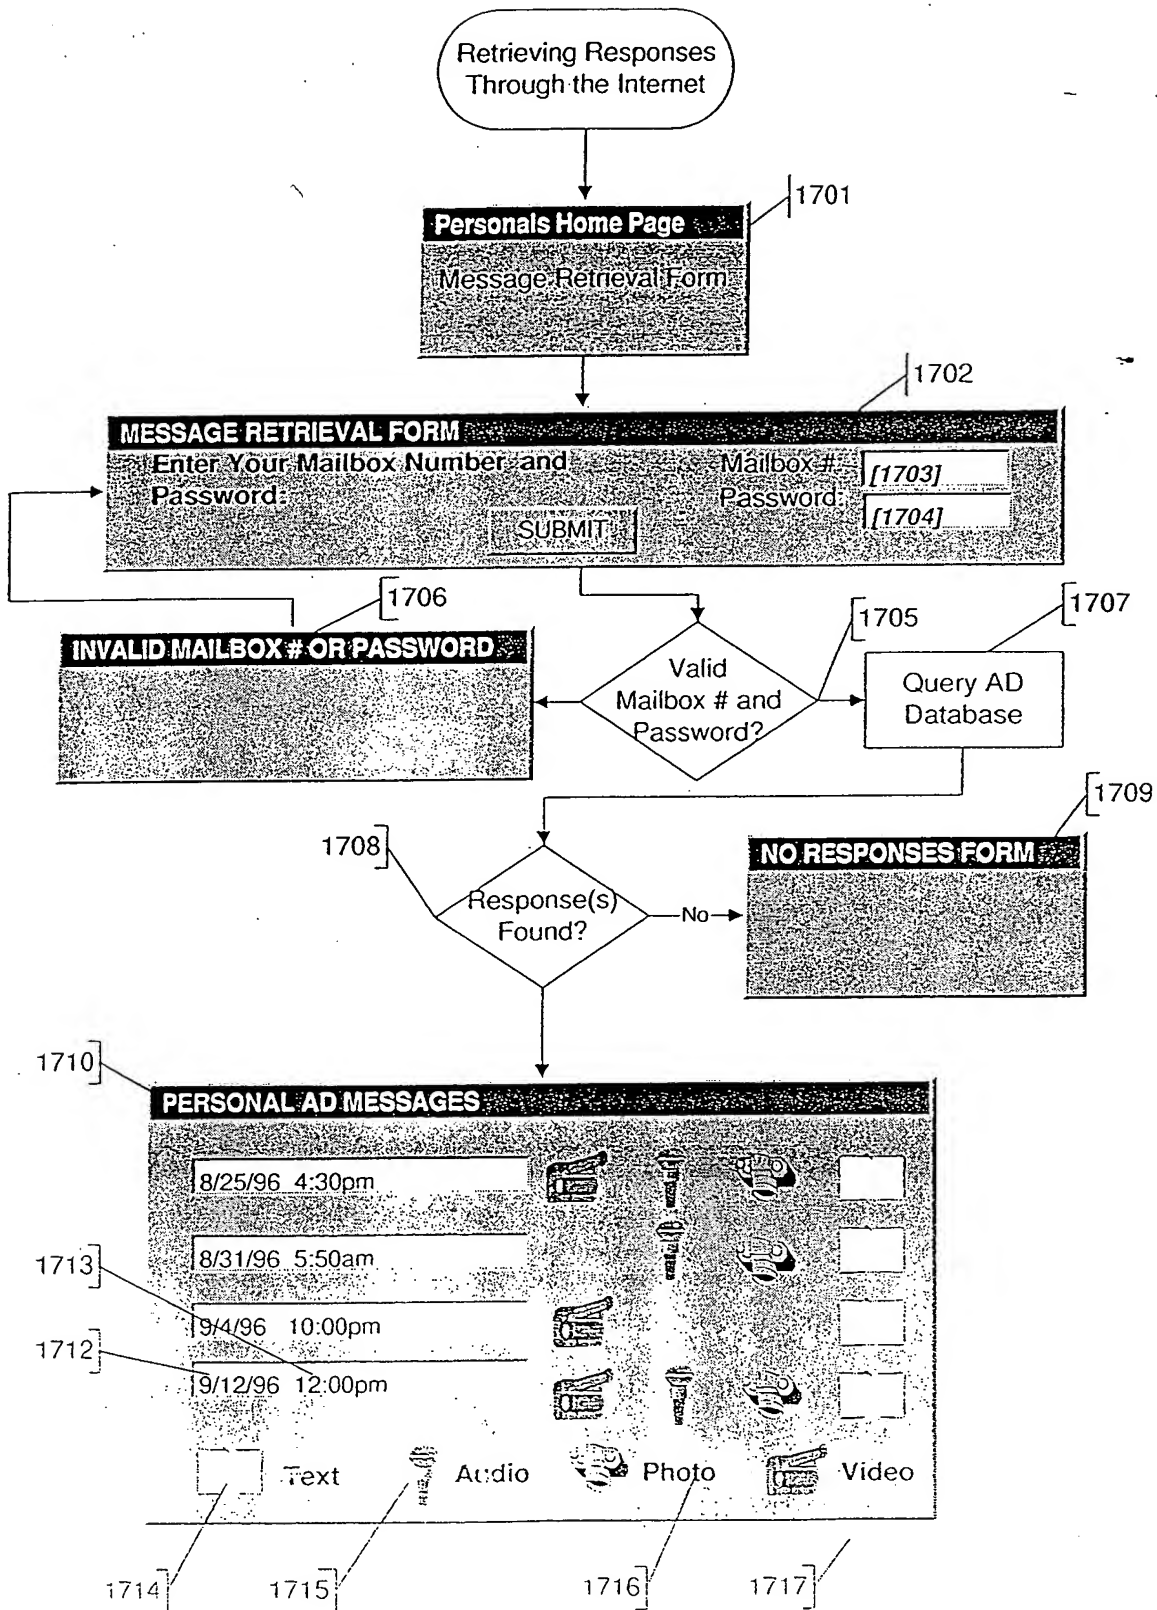 Retrieving Responses
Through the Internet
1701
Personals Home Page
Message Retrieval Form
1702
MESSAGE RETRIEVAL FORM
Enter Your Mailbox Number and
Password:
Mailbox #:
[1703]
Password:
[1704]
SUBMIT
1706
1705
1707
INVALID MAILBOX # OR PASSWORD
Valid
Mailbox # and
Password?
Query AD
Database
1709
1708
NO RESPONSES FORM
Response(s)
Found?
No
1710
PERSONAL AD MESSAGES
8/25/96 4:30pm
1713
8/31/96 5:50am
9/4/96 10:00pm
1712
9/12/96 12:00pm
Text
Audio
Photo
Video
1714
1715
1716
1717